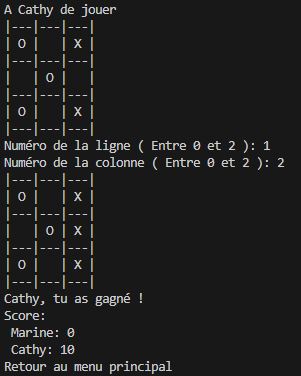 A Cathy de jouer
|---|---|---|
| O |   | X |
|---|---|---|
|   | O |   |
|---|---|---|
| O |   | X |
|---|---|---|
Numéro de la ligne ( Entre 0 et 2 ): 1
Numéro de la colonne ( Entre 0 et 2 ): 2
|---|---|---|
| O |   | X |
|---|---|---|
|   | O | X |
|---|---|---|
| O |   | X |
|---|---|---|
Cathy, tu as gagné !
Score:
 Marine: 0
 Cathy: 10
Retour au menu principal